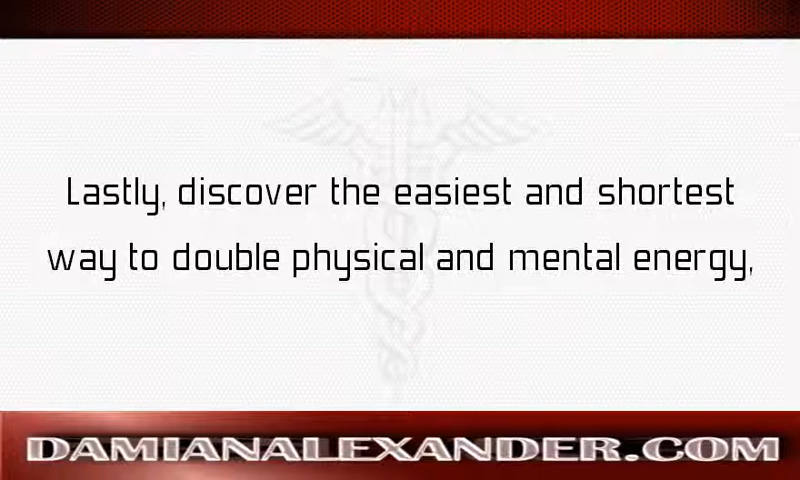 Lastly, discover the easiest and shortest
way to double physical and mental energy,
DAMIANALEXANDER.COM